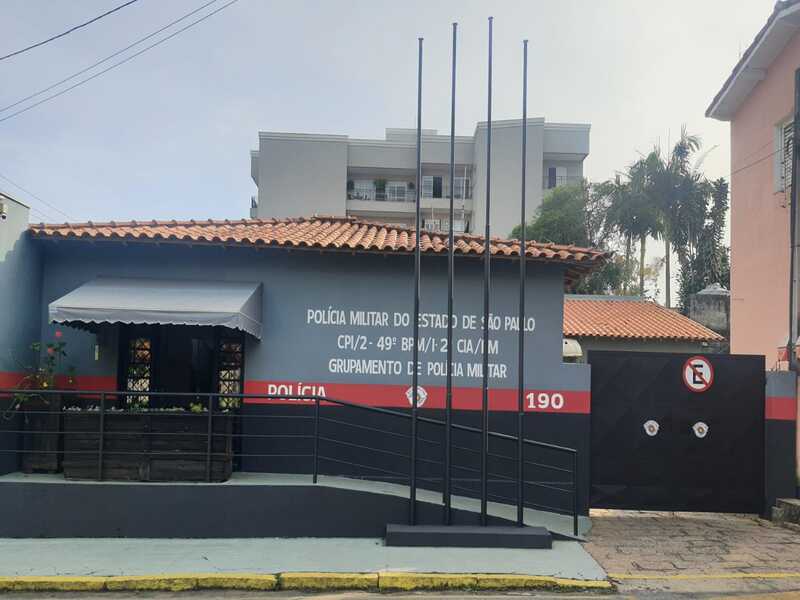 POLÍCIA MILITAR DO ESTADO DE SÃO PAULO
CPI/2 - 49º BPM/I - 2ª CIA/PM
GRUPAMENTO DE POLÍCIA MILITAR
POLÍCIA 190
E